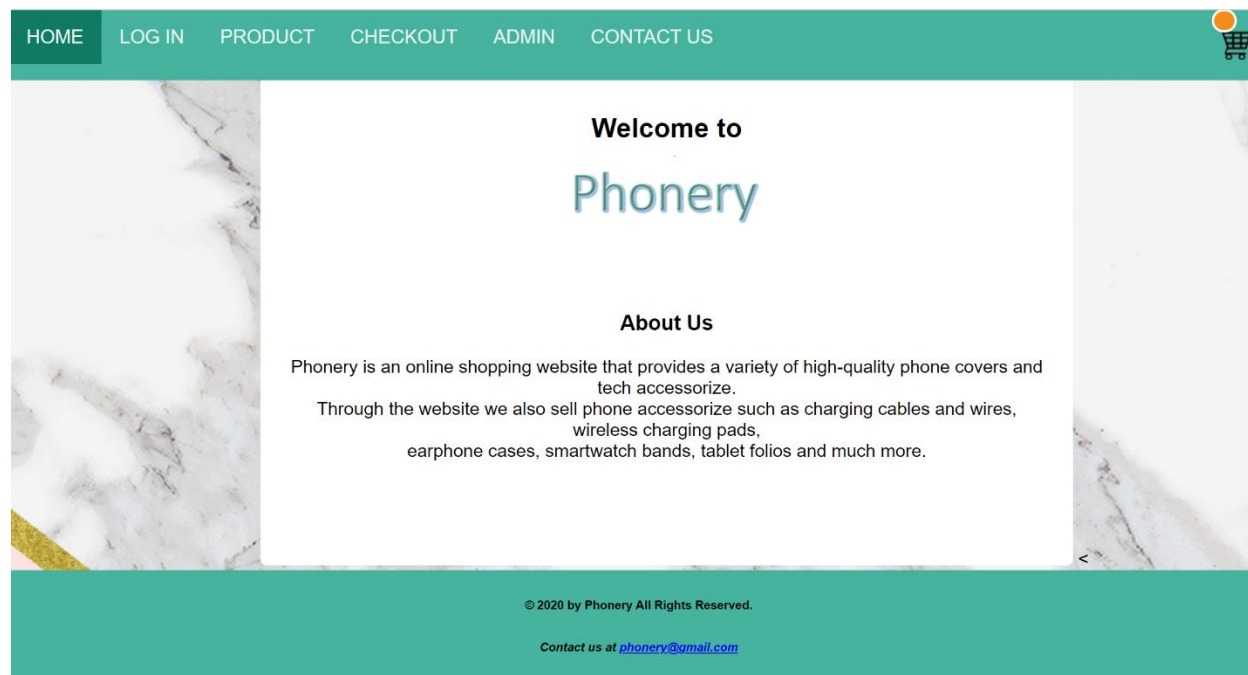 HOME LOG IN PRODUCT CHECKOUT ADMIN CONTACT US
Welcome to
Phonery
About Us
Phonery is an online shopping website that provides a variety of high-quality phone covers and
tech accessorize.
Through the website we also sell phone accessorize such as charging cables and wires,
wireless charging pads,
earphone cases, smartwatch bands, tablet folios and much more.
<
© 2020 by Phonery All Rights Reserved.
Contact us at phonery@gmail.com